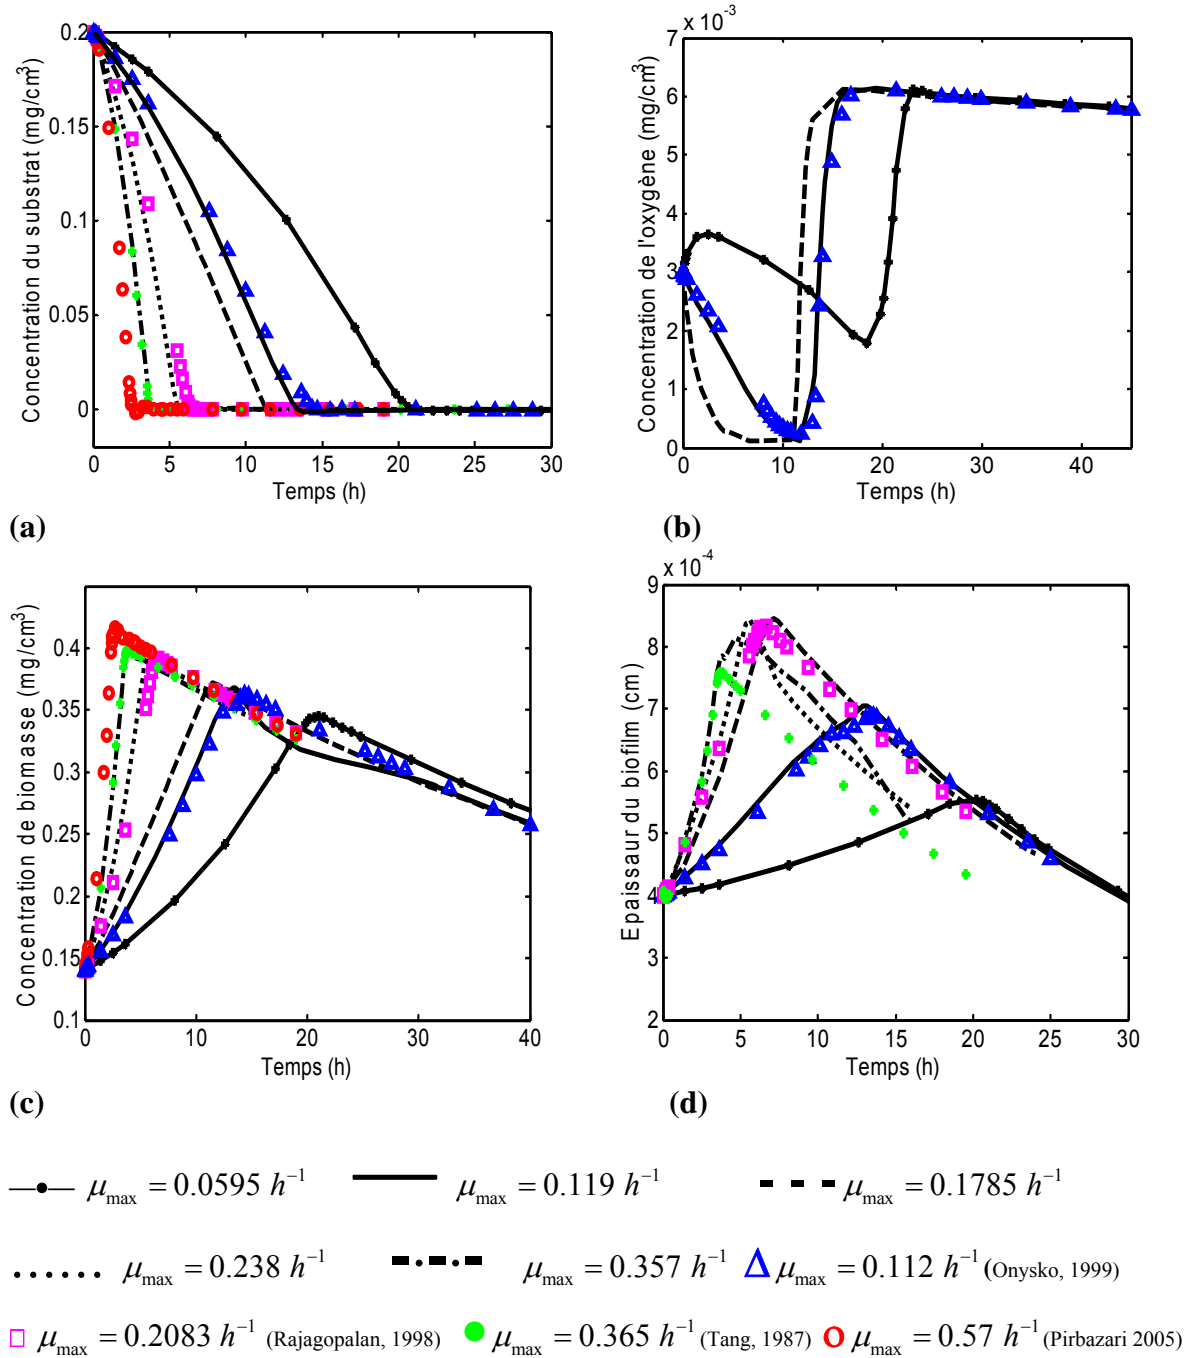 Concentration du substrat (mg/cm³)
0.2
0.15
0.1
0.05
0
0 5 10 15 20 25 30
Temps (h)
(a)
x 10⁻³
Concentration de l'oxygène (mg/cm³)
7
6
5
4
3
2
1
0
0 10 20 30 40
Temps (h)
(b)
Concentration de biomasse (mg/cm³)
0.4
0.35
0.3
0.25
0.2
0.15
0.1
0 10 20 30 40
Temps (h)
(c)
x 10⁻⁴
Epaissaur du biofilm (cm)
9
8
7
6
5
4
3
2
0 5 10 15 20 25 30
Temps (h)
(d)
μmax = 0.0595 h⁻¹ μmax = 0.119 h⁻¹ μmax = 0.1785 h⁻¹
μmax = 0.238 h⁻¹ μmax = 0.357 h⁻¹ μmax = 0.112 h⁻¹ (Onysko, 1999)
μmax = 0.2083 h⁻¹ (Rajagopalan, 1998) μmax = 0.365 h⁻¹ (Tang, 1987) μmax = 0.57 h⁻¹ (Pirbazari 2005)